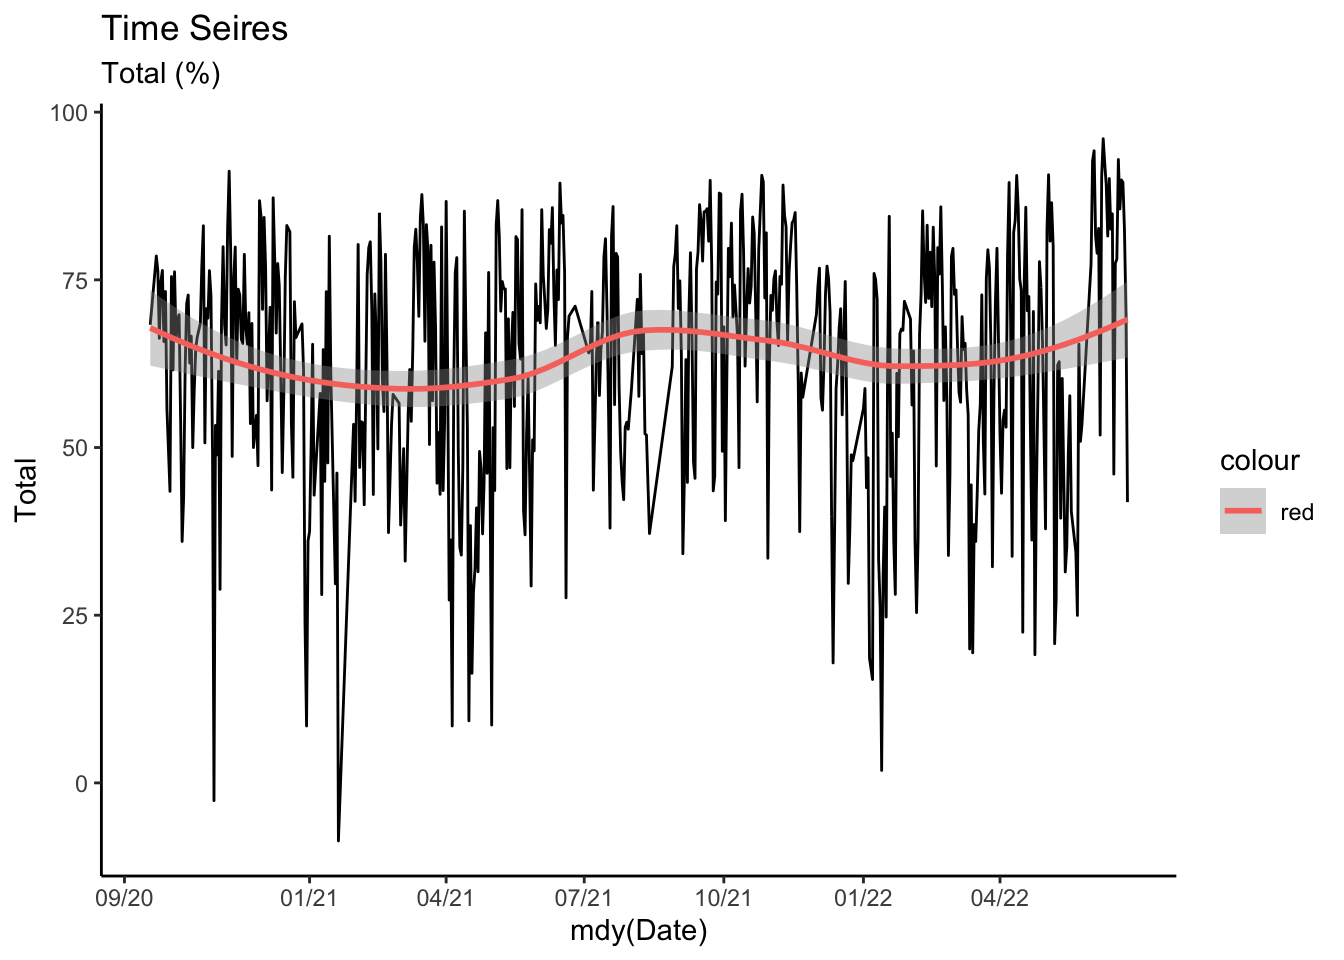 Time Seires
Total (%)
100
75
50
25
0
Total
09/20 01/21 04/21 07/21 10/21 01/22 04/22
mdy(Date)
colour
red